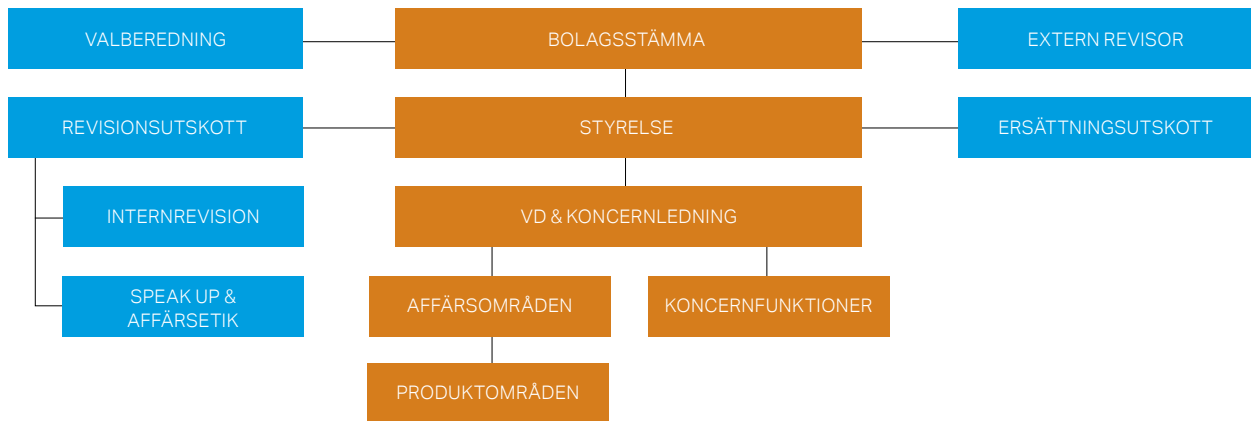 VALBEREDNING
BOLAGSSTÄMMA
EXTERN REVISOR
REVISIONSUTSKOTT
STYRELSE
ERSÄTTNINGSUTSKOTT
INTERNREVISION
VD & KONCERNLEDNING
SPEAK UP &
AFFÄRSETIK
AFFÄRSOMRÅDEN
KONCERNFUNKTIONER
PRODUKTOMRÅDEN